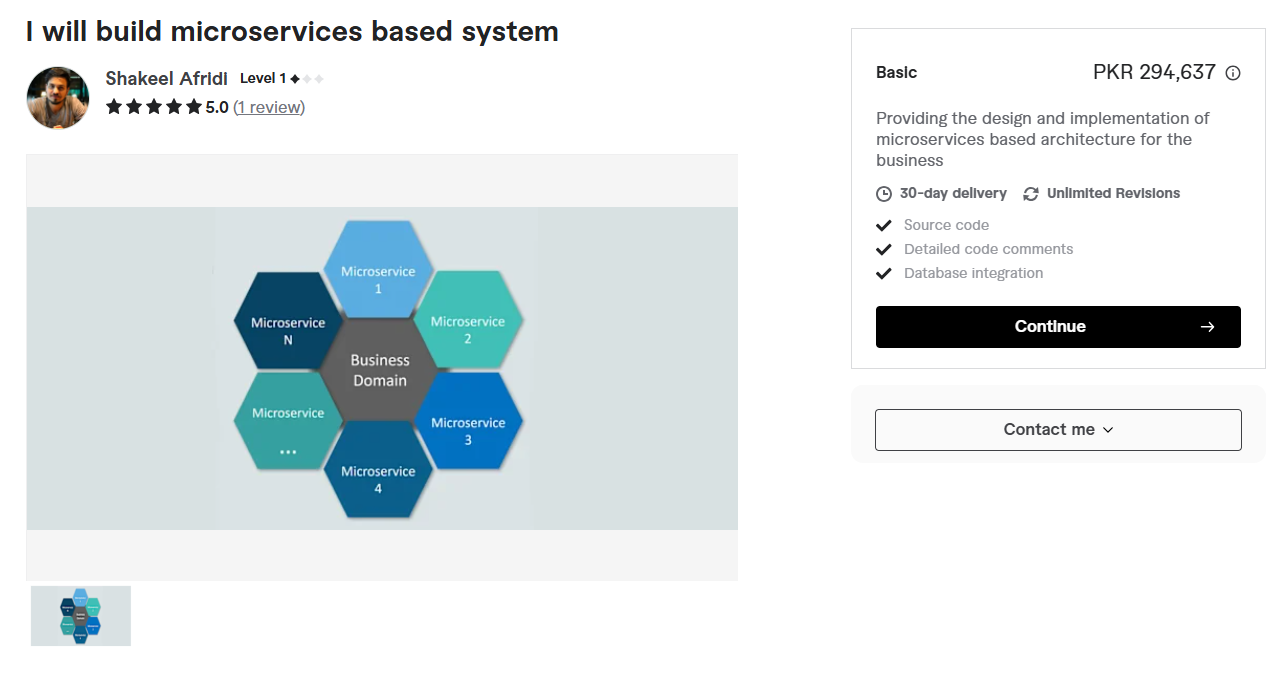 I will build microservices based system
Shakeel Afridi Level 1
5.0 (1 review)
Microservice
1
Microservice
N
Microservice
2
Business
Domain
Microservice
...
Microservice
3
Microservice
4
Basic
PKR 294,637
Providing the design and implementation of
microservices based architecture for the
business
30-day delivery Unlimited Revisions
Source code
Detailed code comments
Database integration
Continue
Contact me